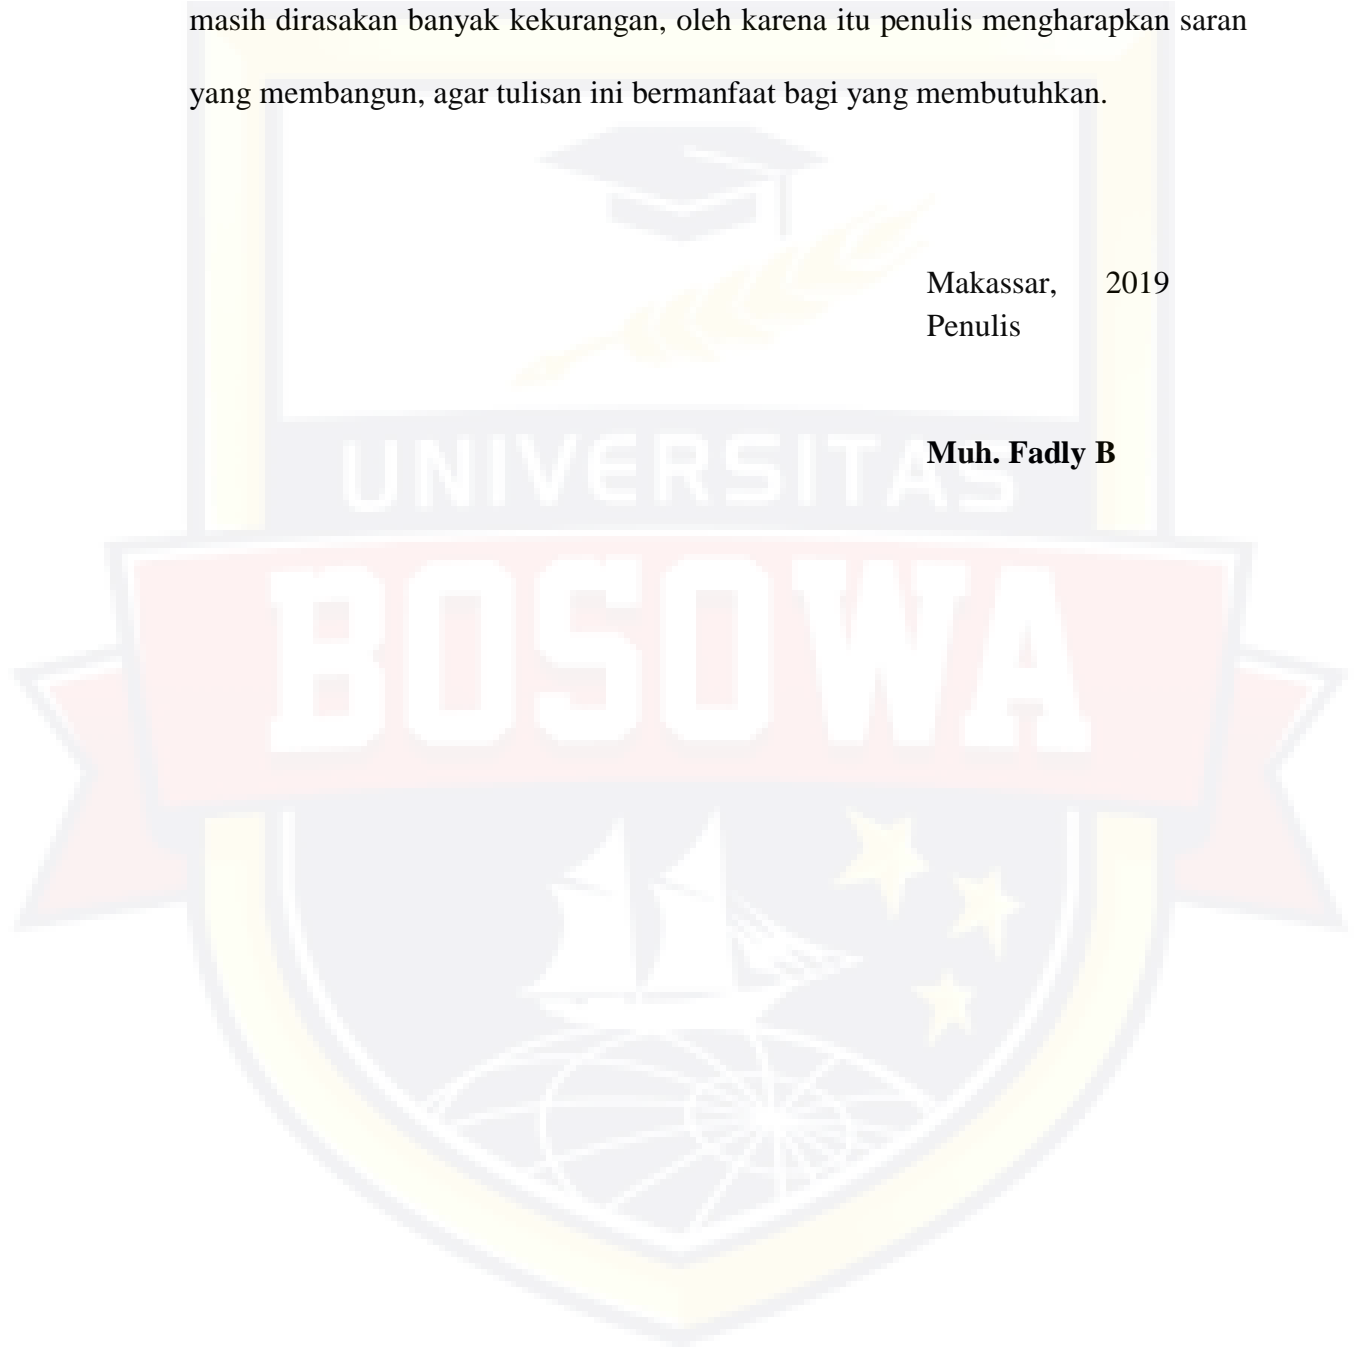 masih dirasakan banyak kekurangan, oleh karena itu penulis mengharapkan saran
yang membangun, agar tulisan ini bermanfaat bagi yang membutuhkan.
Makassar, 2019
Penulis
Muh. Fadly B
UNIVERSITAS
BOSOWA